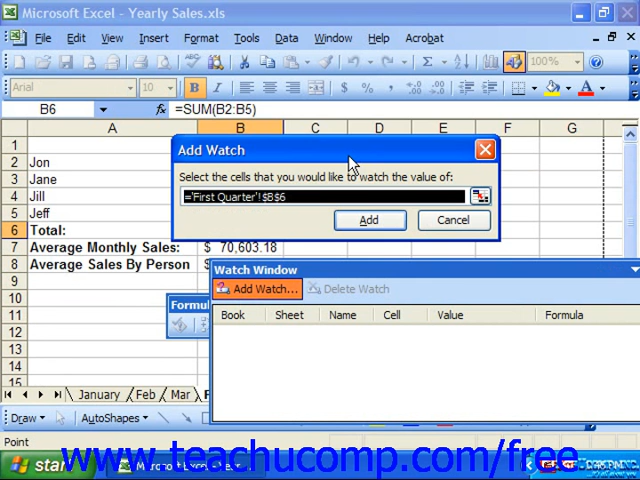 Microsoft Excel - Yearly Sales.xls
File Edit View Insert Format Tools Data Window Help Acrobat
100%
Arial 10 B I U $ %
B6 fx =SUM(B2:B5)
A B C D E F G
1
2 Jon
3 Jane
4 Jill
5 Jeff
6 Total:
7 Average Monthly Sales: $ 70,603.18
8 Average Sales By Person $
9
10
11
12
13
14
15
Add Watch
Select the cells that you would like to watch the value of:
='First Quarter'!$B$6
Add Cancel
Watch Window
Add Watch... Delete Watch
Book Sheet Name Cell Value Formula
January Feb Mar
Draw AutoShapes
Point
start
www.teachucomp.com/free